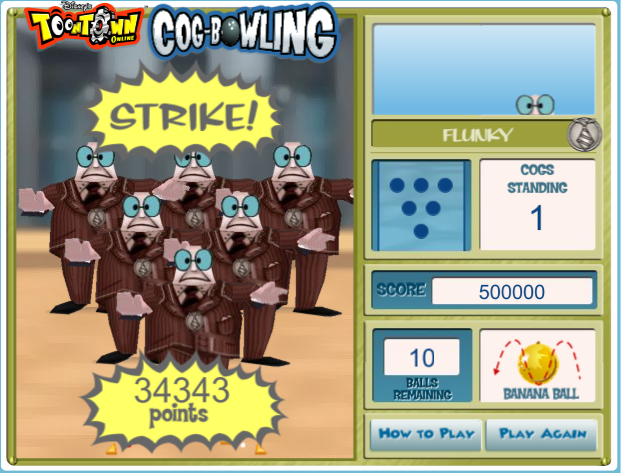 Disney's
TOONTOWN
ONLINE
COG-BOWLING
STRIKE!
34343
points
FLUNKY
COGS
STANDING
1
SCORE 500000
10
BALLS
REMAINING
BANANA BALL
HOW TO PLAY
PLAY AGAIN